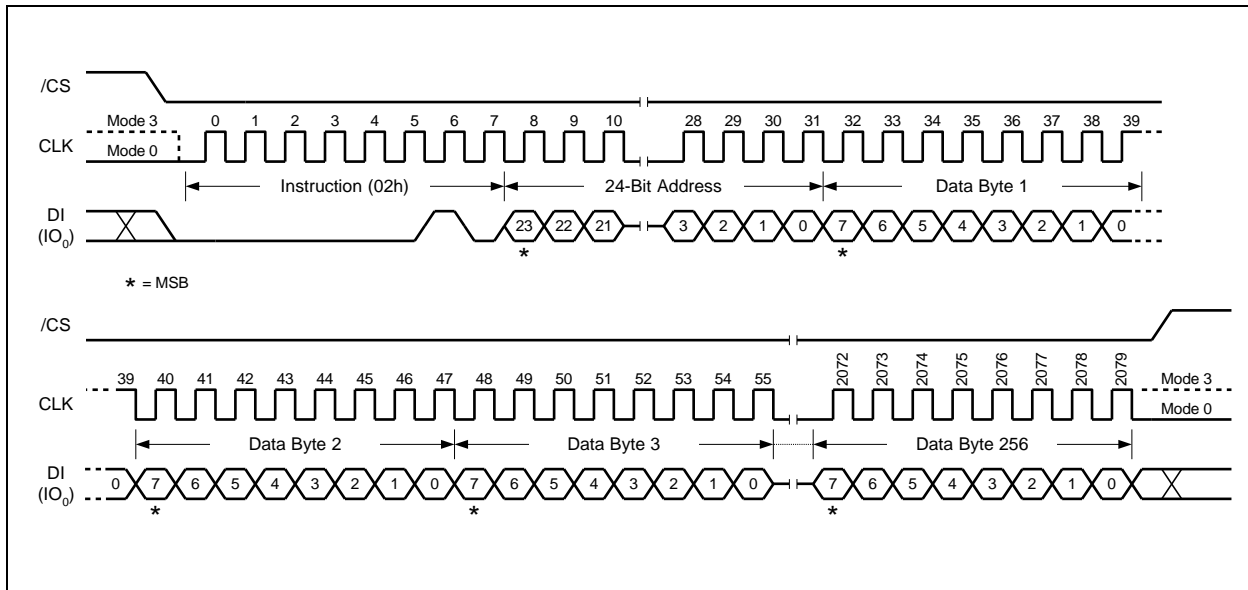 /CS
Mode 3 0 1 2 3 4 5 6 7 8 9 10 28 29 30 31 32 33 34 35 36 37 38 39
CLK
Mode 0
Instruction (02h) 24-Bit Address Data Byte 1
DI
(IO0) 23 22 21 3 2 1 0 7 6 5 4 3 2 1 0
* *
* = MSB
/CS
39 40 41 42 43 44 45 46 47 48 49 50 51 52 53 54 55 2072 2073 2074 2075 2076 2077 2078 2079
Mode 3
CLK
Mode 0
Data Byte 2 Data Byte 3 Data Byte 256
DI
(IO0) 0 7 6 5 4 3 2 1 0 7 6 5 4 3 2 1 0 7 6 5 4 3 2 1 0
* * *